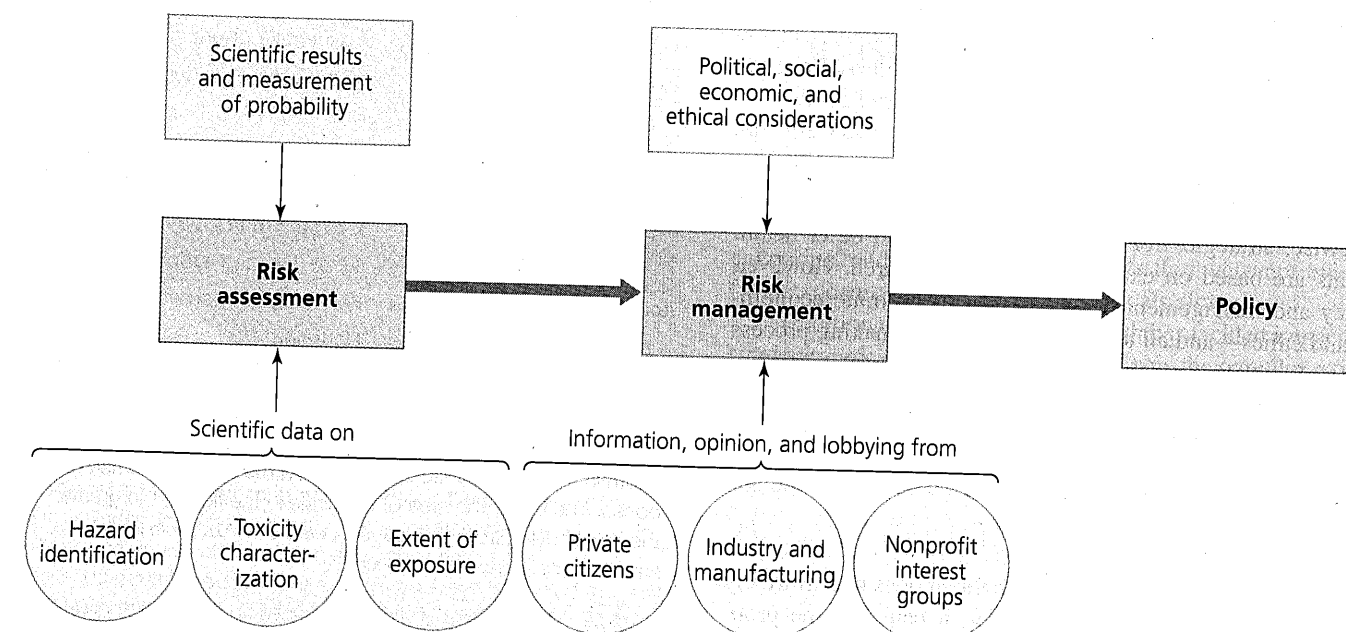 Scientific results
and measurement
of probability
Political, social,
economic, and
ethical considerations
Risk
assessment
Risk
management
Policy
Scientific data on
Information, opinion, and lobbying from
Hazard
identification
Toxicity
character-
ization
Extent of
exposure
Private
citizens
Industry and
manufacturing
Nonprofit
interest
groups